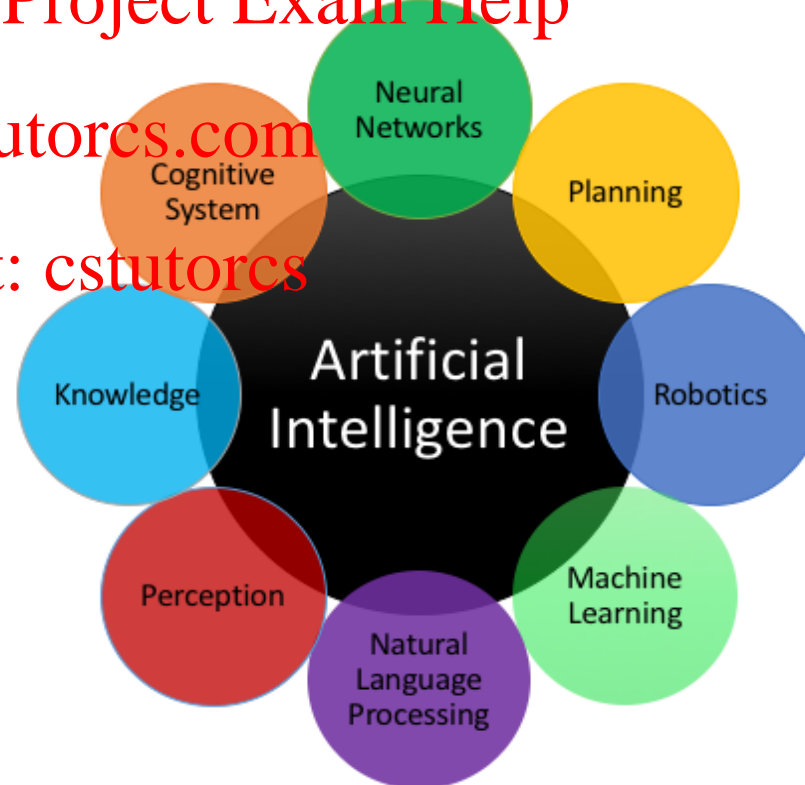 Project Exam Help
utorcs.com
t: cstutorcs
Neural
Networks
Planning
Robotics
Machine
Learning
Natural
Language
Processing
Perception
Knowledge
Cognitive
System
Artificial
Intelligence